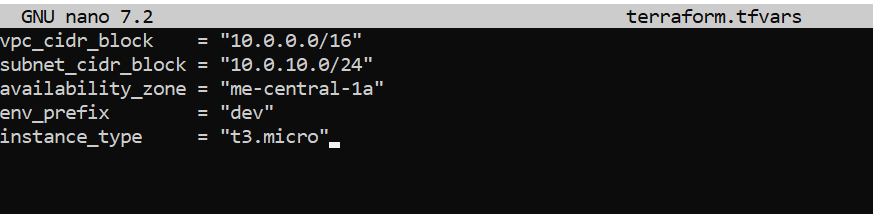 GNU nano 7.2 terraform.tfvars
vpc_cidr_block = "10.0.0.0/16"
subnet_cidr_block = "10.0.10.0/24"
availability_zone = "me-central-1a"
env_prefix = "dev"
instance_type = "t3.micro"